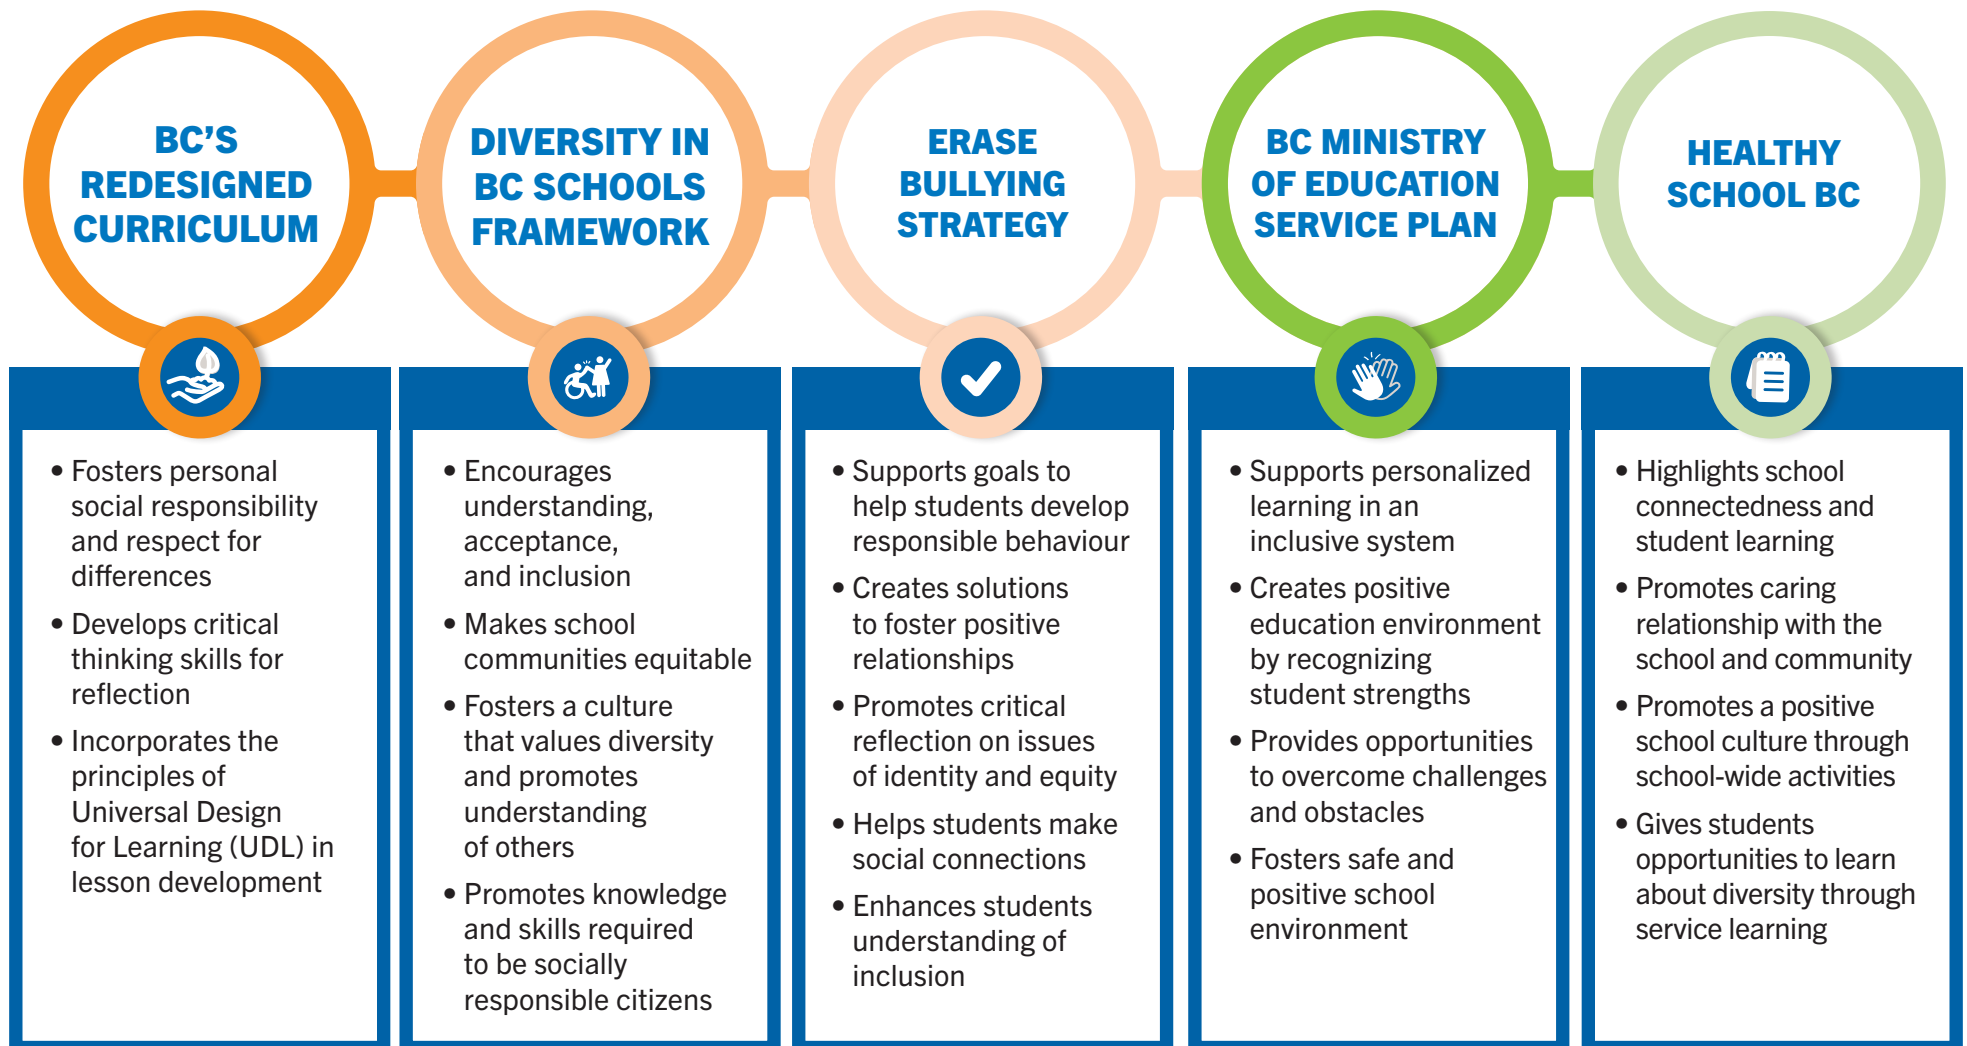 BC’S
REDESIGNED
CURRICULUM
• Fosters personal
social responsibility
and respect for
differences
• Develops critical
thinking skills for
reflection
• Incorporates the
principles of
Universal Design
for Learning (UDL) in
lesson development
DIVERSITY IN
BC SCHOOLS
FRAMEWORK
• Encourages
understanding,
acceptance,
and inclusion
• Makes school
communities equitable
• Fosters a culture
that values diversity
and promotes
understanding
of others
• Promotes knowledge
and skills required
to be socially
responsible citizens
ERASE
BULLYING
STRATEGY
• Supports goals to
help students develop
responsible behaviour
• Creates solutions
to foster positive
relationships
• Promotes critical
reflection on issues
of identity and equity
• Helps students make
social connections
• Enhances students
understanding of
inclusion
BC MINISTRY
OF EDUCATION
SERVICE PLAN
• Supports personalized
learning in an
inclusive system
• Creates positive
education environment
by recognizing
student strengths
• Provides opportunities
to overcome challenges
and obstacles
• Fosters safe and
positive school
environment
HEALTHY
SCHOOL BC
• Highlights school
connectedness and
student learning
• Promotes caring
relationship with the
school and community
• Promotes a positive
school culture through
school-wide activities
• Gives students
opportunities to learn
about diversity through
service learning